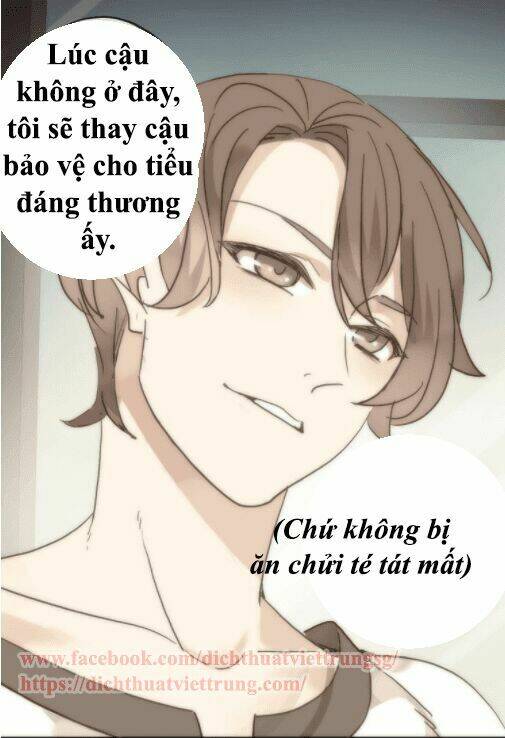 Lúc cậu
không ở đây,
tôi sẽ thay cậu
bảo vệ cho tiểu
đáng thương
ấy.
(Chứ không bị
ăn chửi té tát mất)
www.facebook.com/dichthuatviettrungsg/
https://dichthuatviettrung.com/